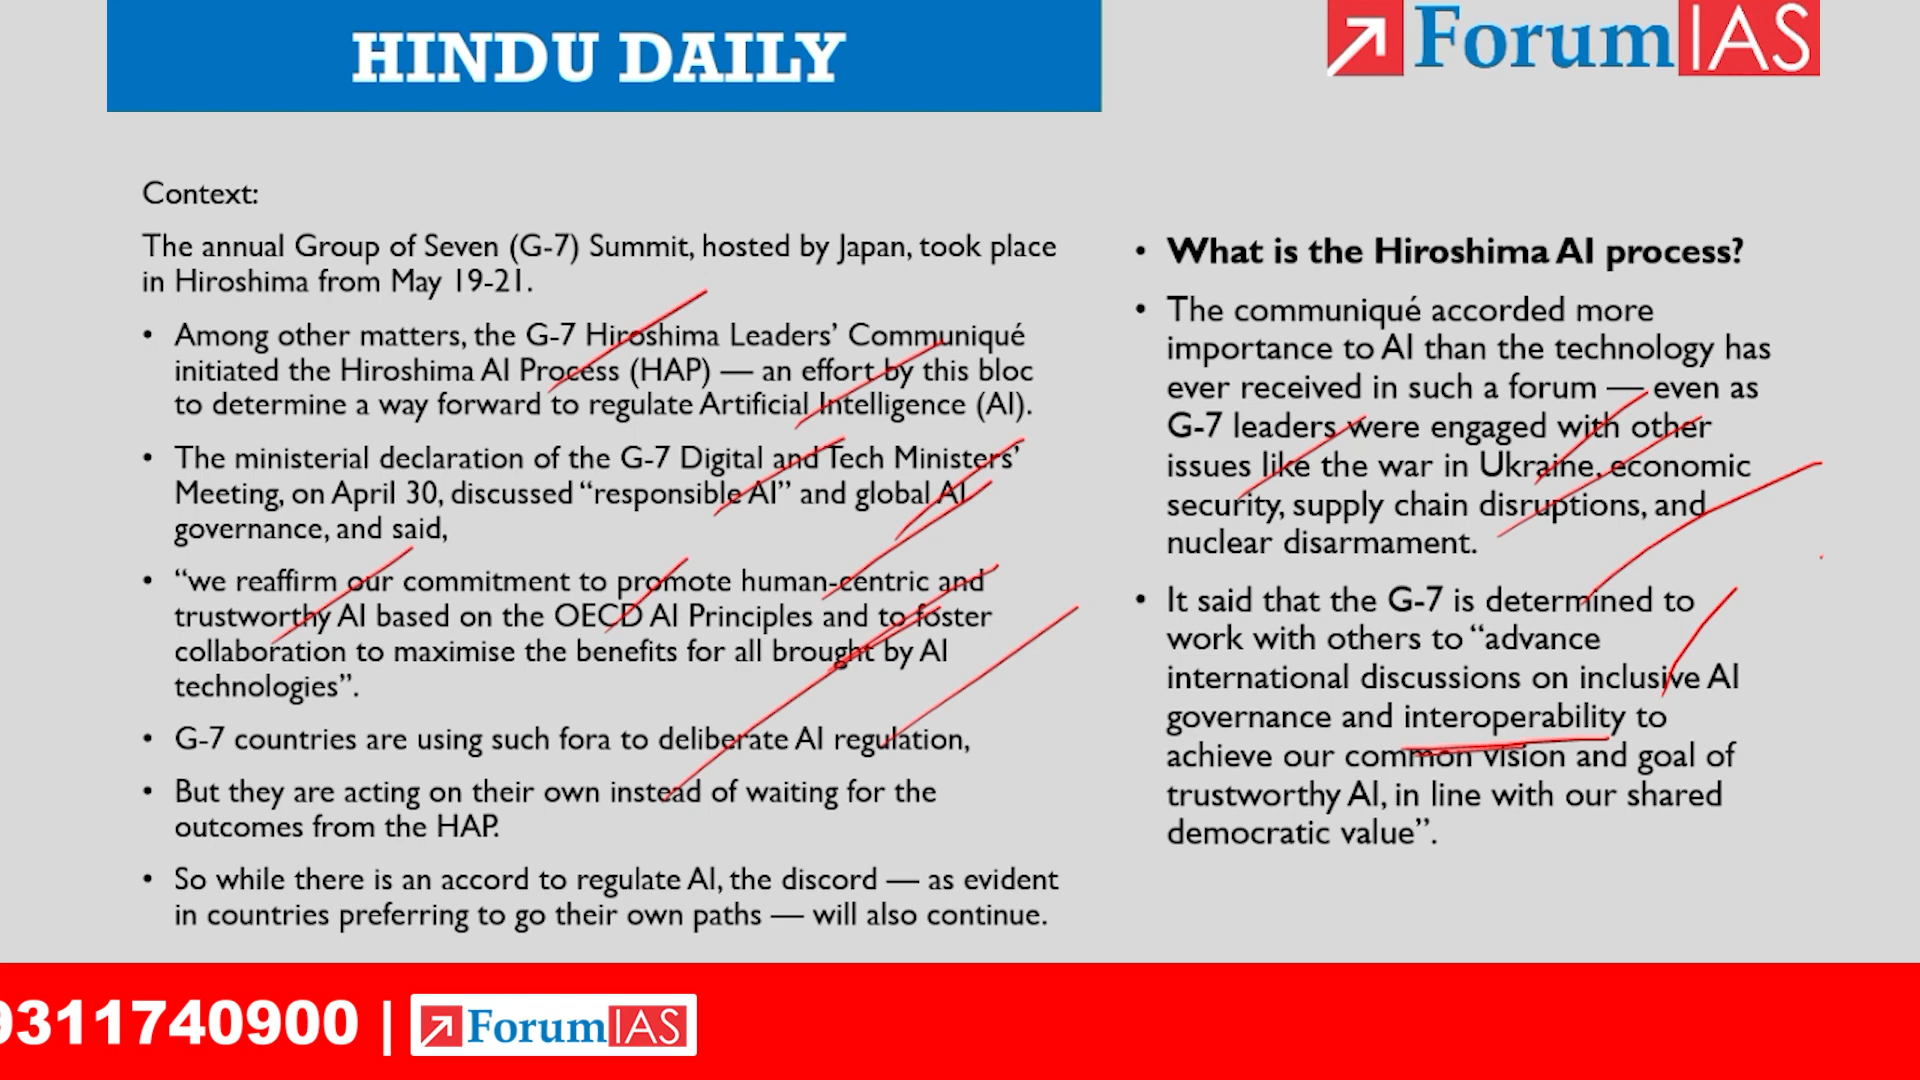 HINDU DAILY
ForumIAS
Context:
The annual Group of Seven (G-7) Summit, hosted by Japan, took place
in Hiroshima from May 19-21.
• Among other matters, the G-7 Hiroshima Leaders’ Communiqué
initiated the Hiroshima AI Process (HAP) — an effort by this bloc
to determine a way forward to regulate Artificial Intelligence (AI).
• The ministerial declaration of the G-7 Digital and Tech Ministers’
Meeting, on April 30, discussed “responsible AI” and global AI
governance, and said,
• “we reaffirm our commitment to promote human-centric and
trustworthy AI based on the OECD AI Principles and to foster
collaboration to maximise the benefits for all brought by AI
technologies”.
• G-7 countries are using such fora to deliberate AI regulation,
• But they are acting on their own instead of waiting for the
outcomes from the HAP.
• So while there is an accord to regulate AI, the discord — as evident
in countries preferring to go their own paths — will also continue.
• What is the Hiroshima AI process?
• The communiqué accorded more
importance to AI than the technology has
ever received in such a forum — even as
G-7 leaders were engaged with other
issues like the war in Ukraine, economic
security, supply chain disruptions, and
nuclear disarmament.
• It said that the G-7 is determined to
work with others to “advance
international discussions on inclusive AI
governance and interoperability to
achieve our common vision and goal of
trustworthy AI, in line with our shared
democratic value”.
9311740900 | ForumIAS